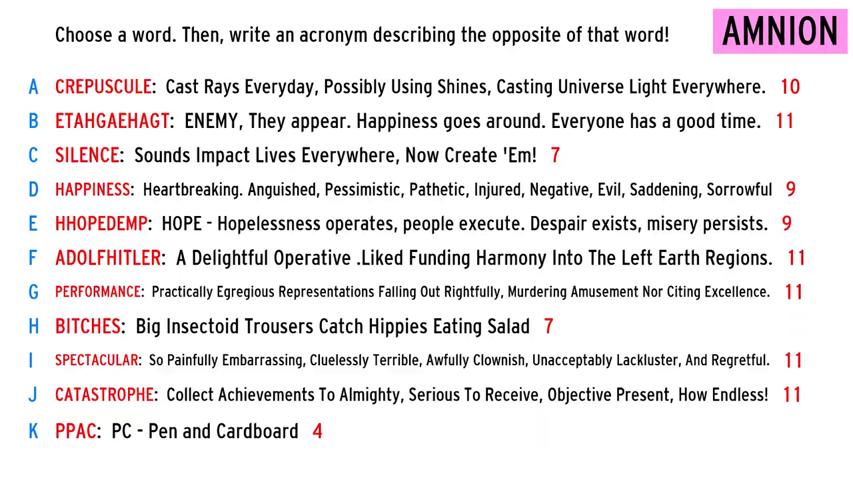 Choose a word. Then, write an acronym describing the opposite of that word!
AMNION
A CREPUSCULE: Cast Rays Everyday, Possibly Using Shines, Casting Universe Light Everywhere. 10
B ETAHGAEHAGT: ENEMY, They appear. Happiness goes around. Everyone has a good time. 11
C SILENCE: Sounds Impact Lives Everywhere, Now Create 'Em! 7
D HAPPINESS: Heartbreaking. Anguished, Pessimistic, Pathetic, Injured, Negative, Evil, Saddening, Sorrowful 9
E HHOPEDEMP: HOPE - Hopelessness operates, people execute. Despair exists, misery persists. 9
F ADOLFHITLER: A Delightful Operative .Liked Funding Harmony Into The Left Earth Regions. 11
G PERFORMANCE: Practically Egregious Representations Falling Out Rightfully, Murdering Amusement Nor Citing Excellence. 11
H BITCHES: Big Insectoid Trousers Catch Hippies Eating Salad 7
I SPECTACULAR: So Painfully Embarrassing, Cluelessly Terrible, Awfully Clownish, Unacceptably Lackluster, And Regretful. 11
J CATASTROPHE: Collect Achievements To Almighty, Serious To Receive, Objective Present, How Endless! 11
K PPAC: PC - Pen and Cardboard 4